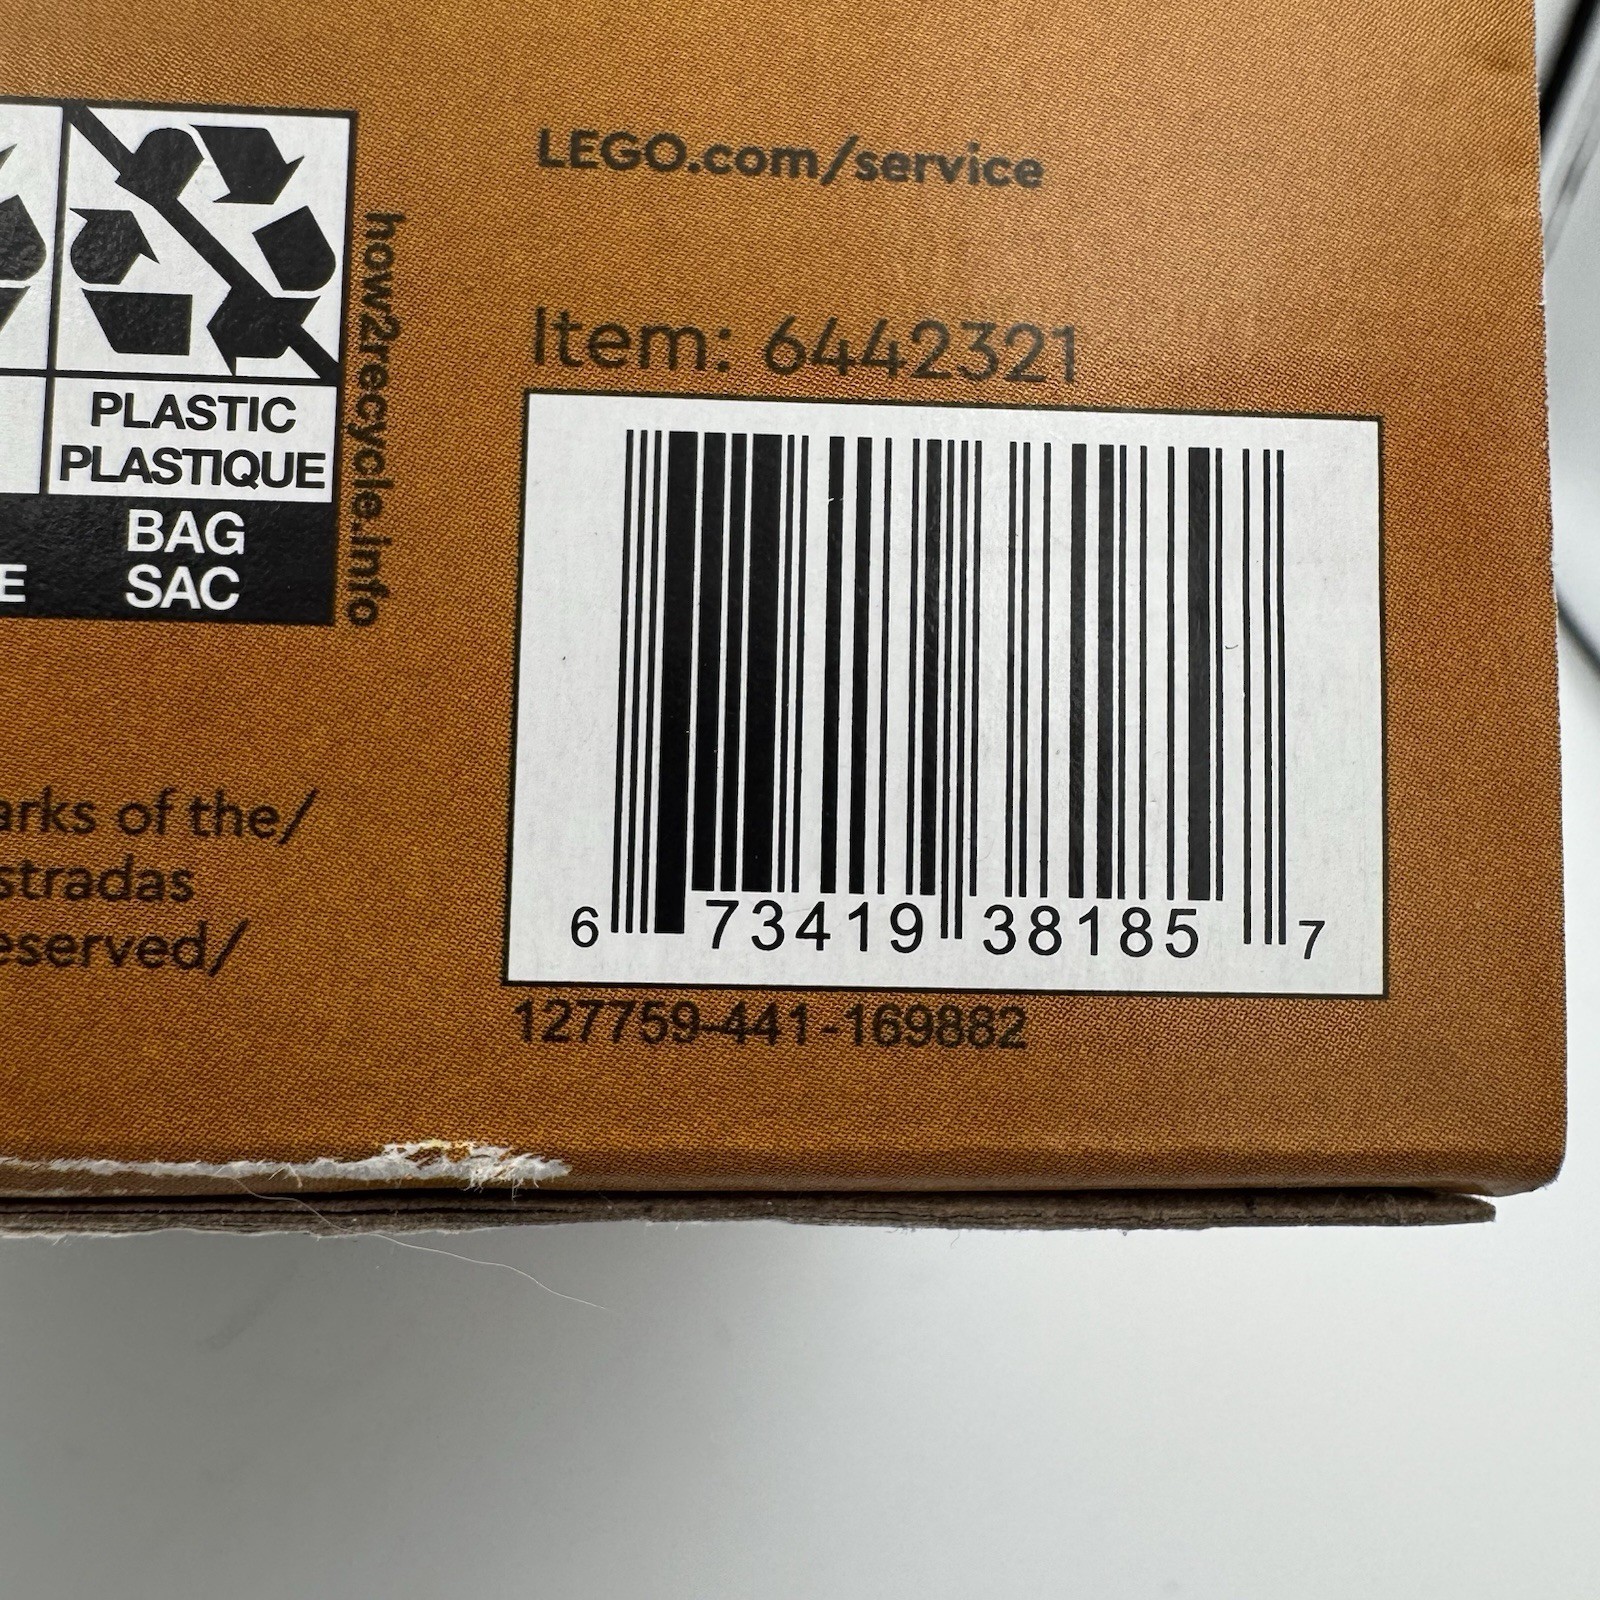 LEGO.com/service
how2recycle.info
Item: 6442321
PLASTIC
PLASTIQUE
BAG
SAC
E
arks of the/
stradas
eserved/
6 73419 38185 7
127759-441-169882